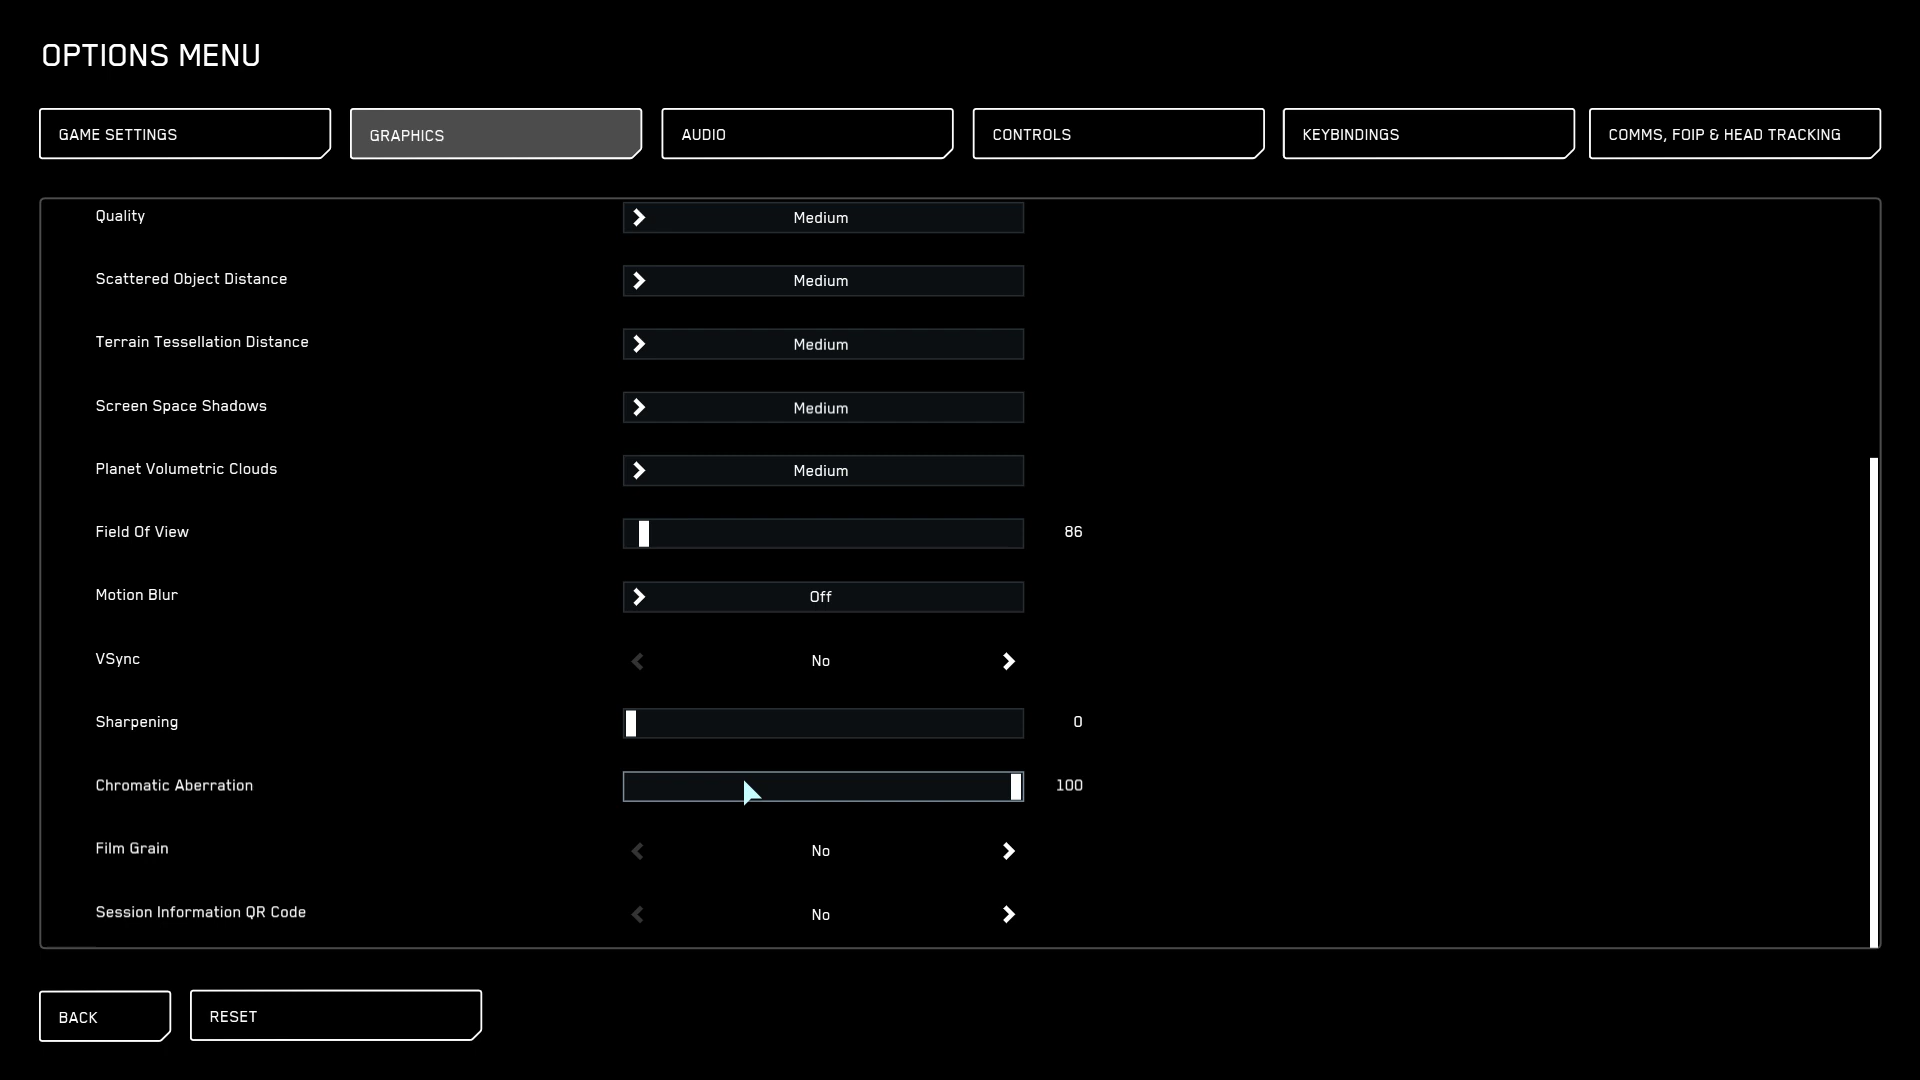 OPTIONS MENU
GAME SETTINGS
GRAPHICS
AUDIO
CONTROLS
KEYBINDINGS
COMMS, FOIP & HEAD TRACKING
Quality Medium
Scattered Object Distance Medium
Terrain Tessellation Distance Medium
Screen Space Shadows Medium
Planet Volumetric Clouds Medium
Field Of View 86
Motion Blur Off
VSync No
Sharpening 0
Chromatic Aberration 100
Film Grain No
Session Information QR Code No
BACK
RESET